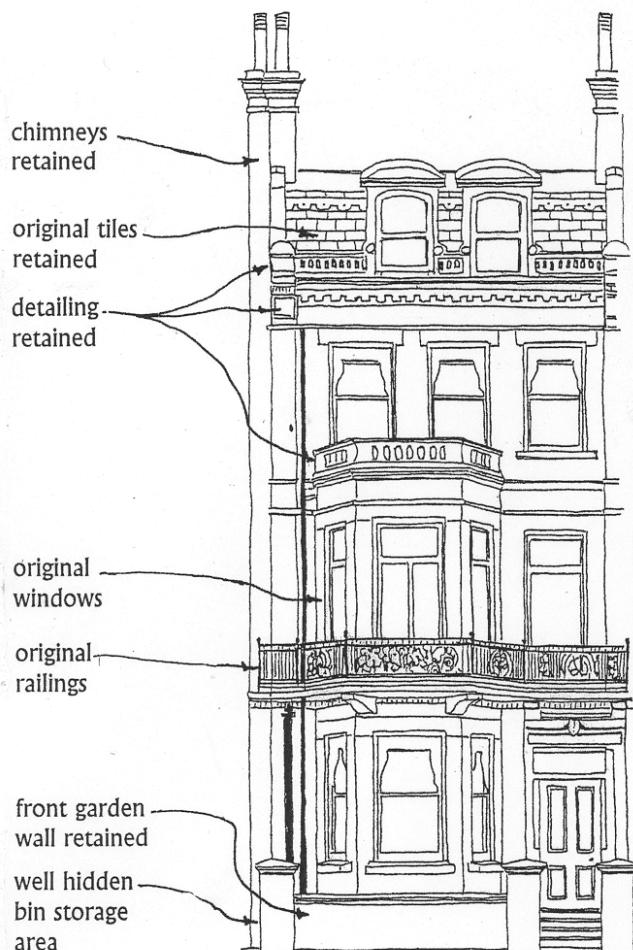 chimneys
retained
original tiles
retained
detailing
retained
original
windows
original
railings
front garden
wall retained
well hidden
bin storage
area